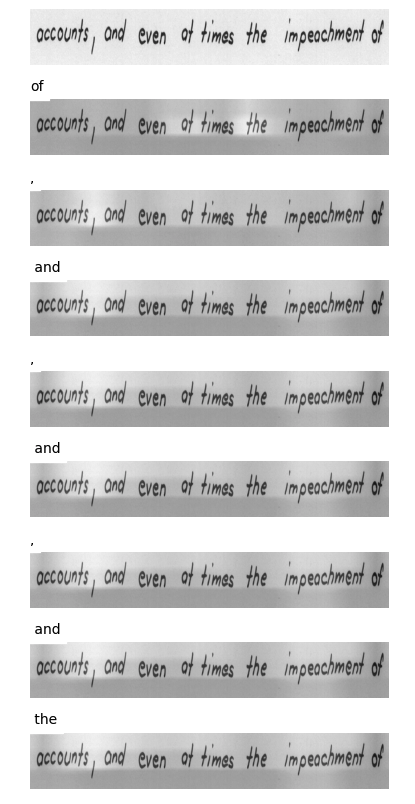 accounts, and even at times the impeachment of
of
accounts, and even at times the impeachment of
,
accounts, and even at times the impeachment of
and
accounts, and even at times the impeachment of
,
accounts, and even at times the impeachment of
and
accounts, and even at times the impeachment of
,
accounts, and even at times the impeachment of
and
accounts, and even at times the impeachment of
the
accounts, and even at times the impeachment of